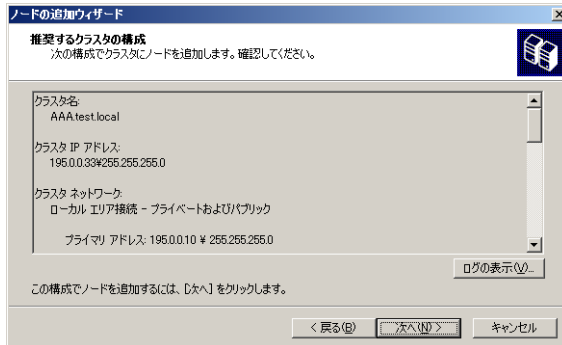 ノードの追加ウィザード
推奨するクラスタの構成
次の構成でクラスタにノードを追加します。確認してください。
クラスタ名:
AAA.test.local
クラスタ IP アドレス:
195.0.0.33¥255.255.255.0
クラスタ ネットワーク:
ローカル エリア接続 - プライベートおよびパブリック
プライマリ アドレス: 195.0.0.10 ¥ 255.255.255.0
ログの表示(V)...
この構成でノードを追加するには、[次へ] をクリックします。
< 戻る(B)
次へ(N) >
キャンセル